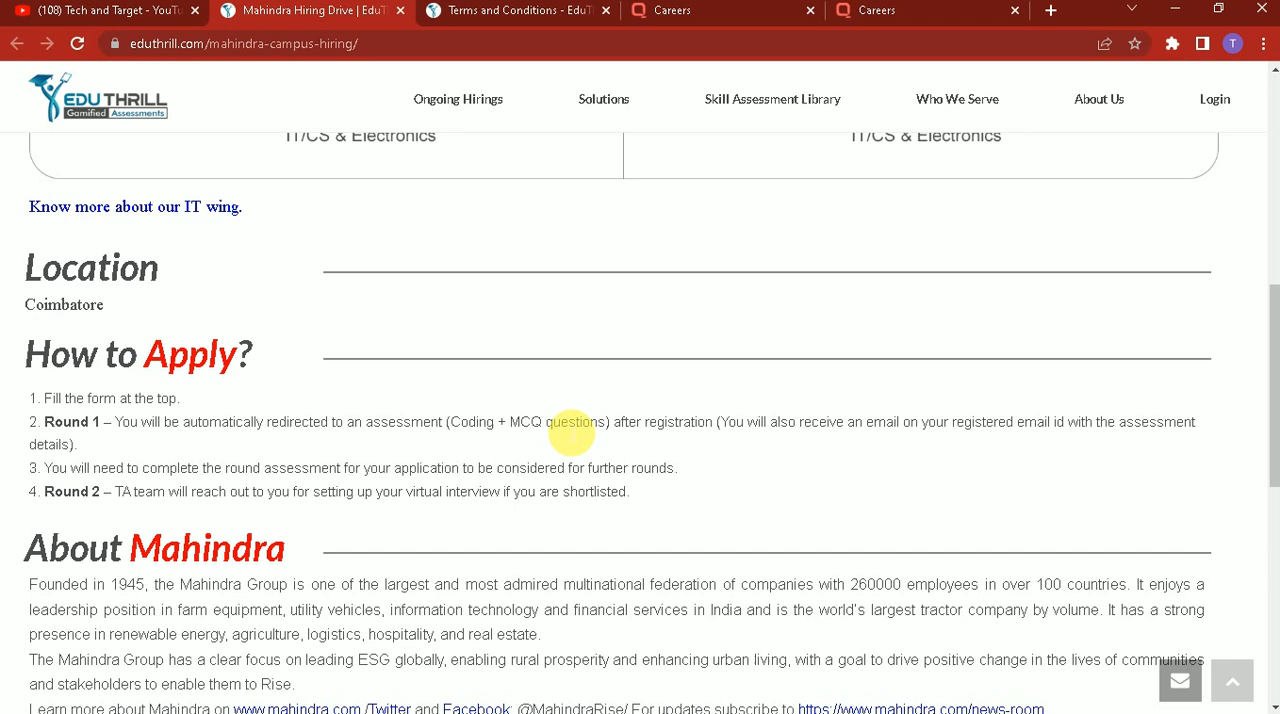 (108) Tech and Target - YouTu
Mahindra Hiring Drive | EduT
Terms and Conditions - EduT
Careers
Careers
eduthrill.com/mahindra-campus-hiring/
T
EDU THRILL
Gamified Assessments
Ongoing Hirings
Solutions
Skill Assessment Library
Who We Serve
About Us
Login
IT/CS & Electronics
IT/CS & Electronics
Know more about our IT wing.
Location
Coimbatore
How to Apply?
1. Fill the form at the top.
2. Round 1 – You will be automatically redirected to an assessment (Coding + MCQ questions) after registration (You will also receive an email on your registered email id with the assessment
details).
3. You will need to complete the round assessment for your application to be considered for further rounds.
4. Round 2 – TA team will reach out to you for setting up your virtual interview if you are shortlisted.
About Mahindra
Founded in 1945, the Mahindra Group is one of the largest and most admired multinational federation of companies with 260000 employees in over 100 countries. It enjoys a
leadership position in farm equipment, utility vehicles, information technology and financial services in India and is the world's largest tractor company by volume. It has a strong
presence in renewable energy, agriculture, logistics, hospitality, and real estate.
The Mahindra Group has a clear focus on leading ESG globally, enabling rural prosperity and enhancing urban living, with a goal to drive positive change in the lives of communities
and stakeholders to enable them to Rise.
Learn more about Mahindra on www.mahindra.com /Twitter and Facebook: @MahindraRise/ For updates subscribe to https://www.mahindra.com/news-room